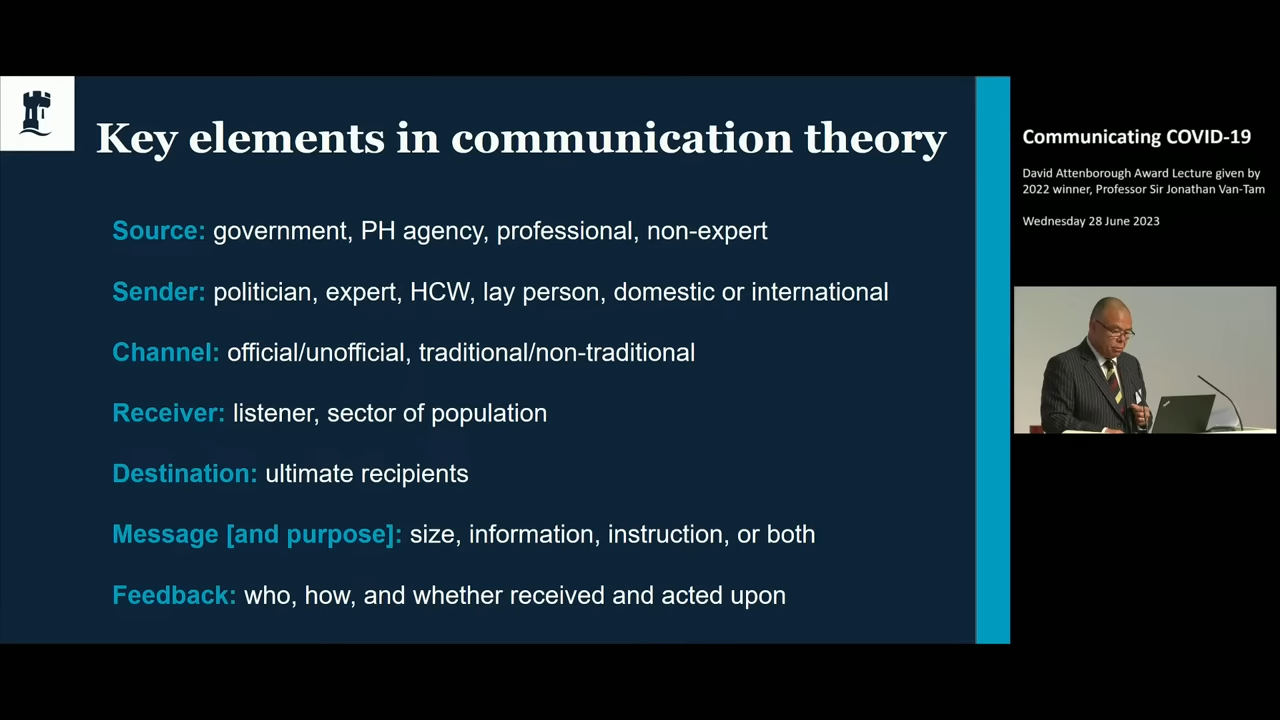 Key elements in communication theory
Source: government, PH agency, professional, non-expert
Sender: politician, expert, HCW, lay person, domestic or international
Channel: official/unofficial, traditional/non-traditional
Receiver: listener, sector of population
Destination: ultimate recipients
Message [and purpose]: size, information, instruction, or both
Feedback: who, how, and whether received and acted upon
Communicating COVID-19
David Attenborough Award Lecture given by
2022 winner, Professor Sir Jonathan Van-Tam
Wednesday 28 June 2023